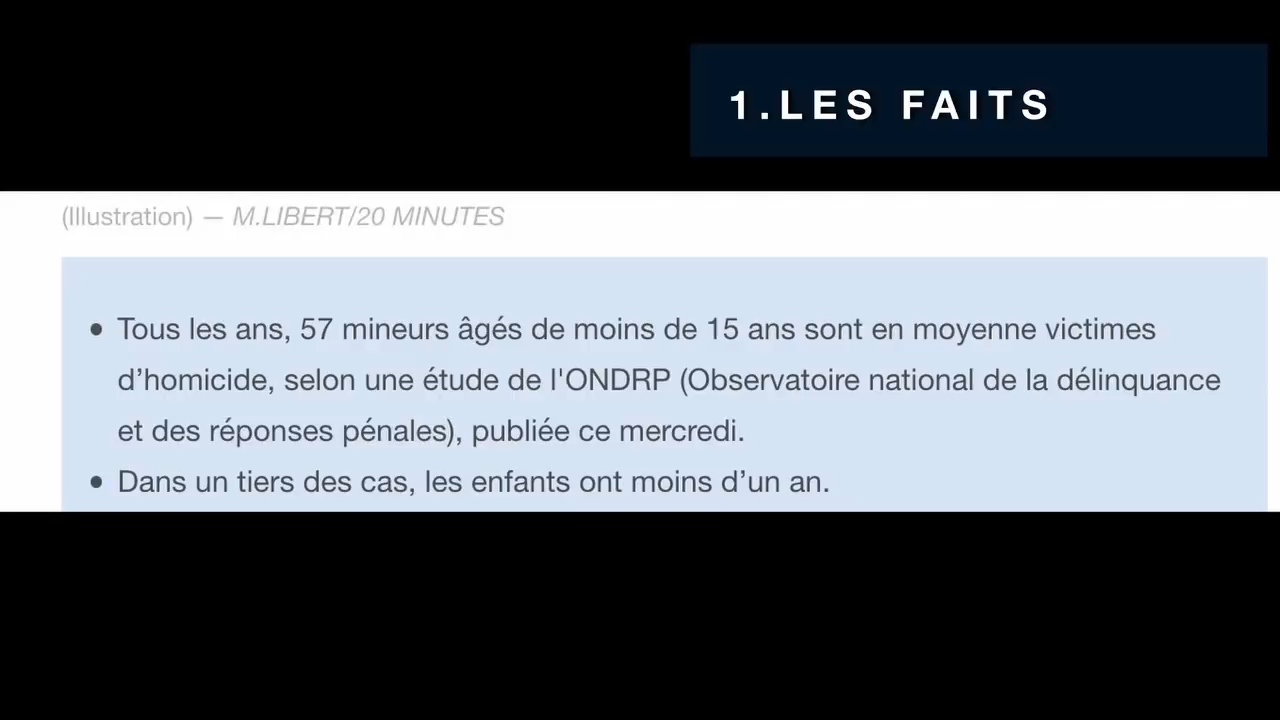 1.LES FAITS
(Illustration) — M.LIBERT/20 MINUTES
• Tous les ans, 57 mineurs âgés de moins de 15 ans sont en moyenne victimes
d’homicide, selon une étude de l'ONDRP (Observatoire national de la délinquance
et des réponses pénales), publiée ce mercredi.
• Dans un tiers des cas, les enfants ont moins d’un an.